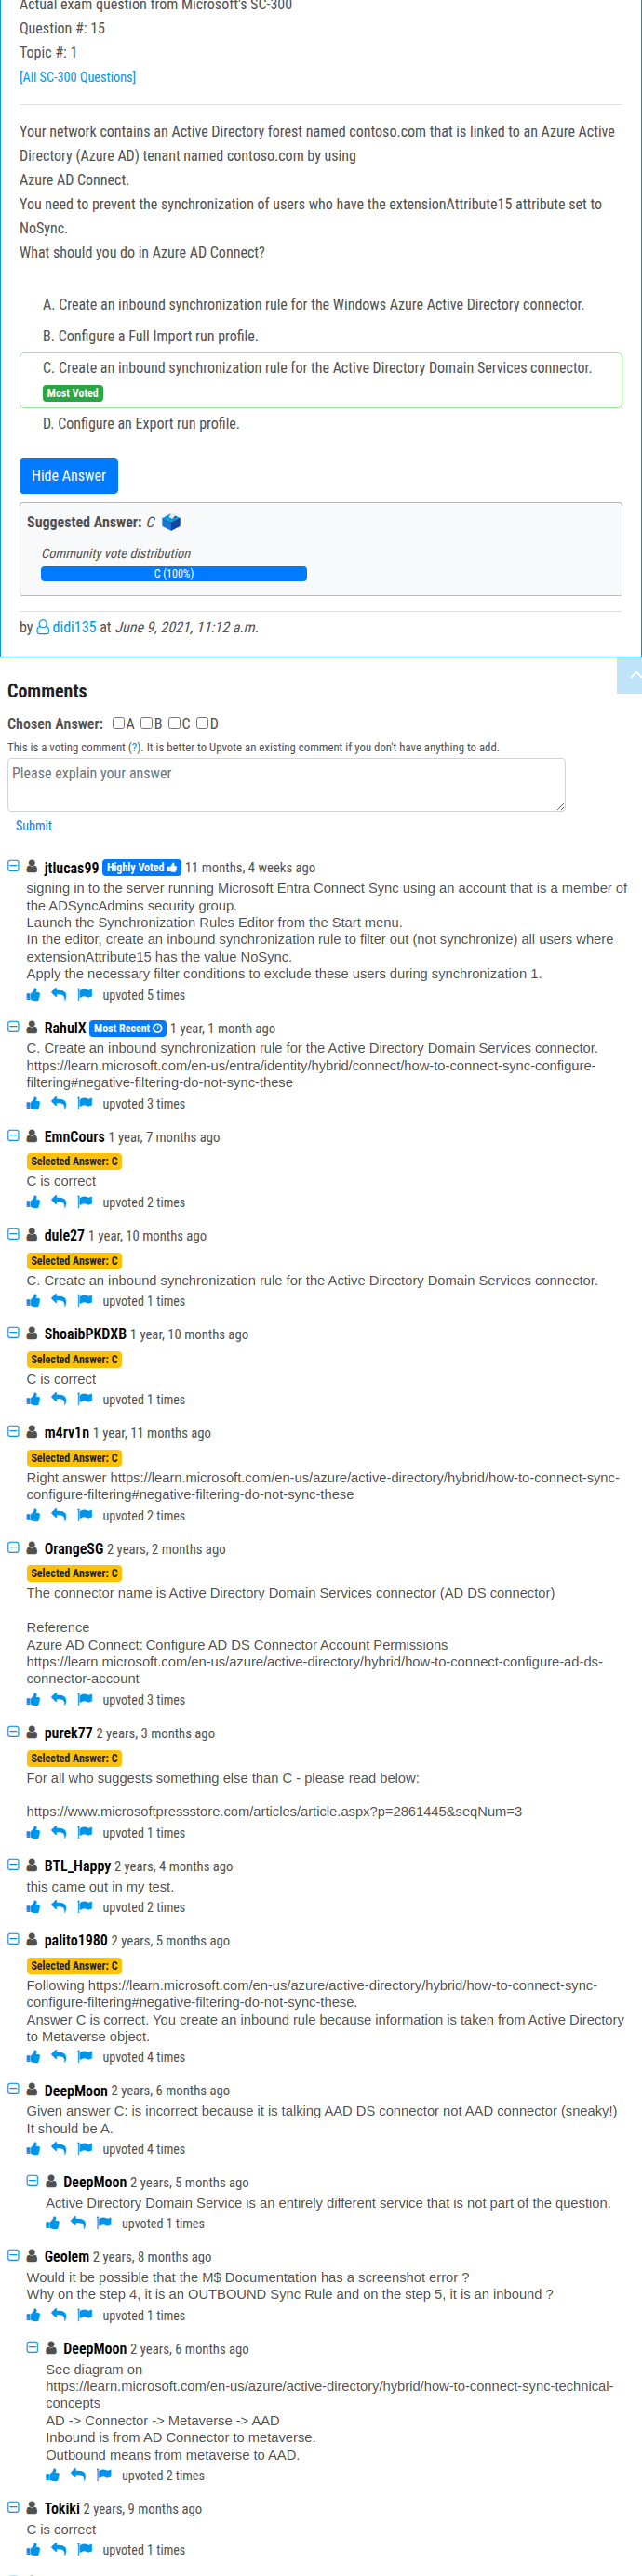 Actual exam question from Microsoft's SC-300
Question #: 15
Topic #: 1
[All SC-300 Questions]
Your network contains an Active Directory forest named contoso.com that is linked to an Azure Active
Directory (Azure AD) tenant named contoso.com by using
Azure AD Connect.
You need to prevent the synchronization of users who have the extensionAttribute15 attribute set to
NoSync.
What should you do in Azure AD Connect?
A. Create an inbound synchronization rule for the Windows Azure Active Directory connector.
B. Configure a Full Import run profile.
C. Create an inbound synchronization rule for the Active Directory Domain Services connector.
Most Voted
D. Configure an Export run profile.
Hide Answer
Suggested Answer: C
Community vote distribution
C (100%)
by didi135 at June 9, 2021, 11:12 a.m.
Comments
Chosen Answer: A B C D
This is a voting comment (?). It is better to Upvote an existing comment if you don't have anything to add.
Please explain your answer
Submit
jtlucas99 Highly Voted 11 months, 4 weeks ago
signing in to the server running Microsoft Entra Connect Sync using an account that is a member of
the ADSyncAdmins security group.
Launch the Synchronization Rules Editor from the Start menu.
In the editor, create an inbound synchronization rule to filter out (not synchronize) all users where
extensionAttribute15 has the value NoSync.
Apply the necessary filter conditions to exclude these users during synchronization 1.
upvoted 5 times
RahulX Most Recent 1 year, 1 month ago
C. Create an inbound synchronization rule for the Active Directory Domain Services connector.
https://learn.microsoft.com/en-us/entra/identity/hybrid/connect/how-to-connect-sync-configure-
filtering#negative-filtering-do-not-sync-these
upvoted 3 times
EmnCours 1 year, 7 months ago
Selected Answer: C
C is correct
upvoted 2 times
dule27 1 year, 10 months ago
Selected Answer: C
C. Create an inbound synchronization rule for the Active Directory Domain Services connector.
upvoted 1 times
ShoaibPKDXB 1 year, 10 months ago
Selected Answer: C
C is correct
upvoted 1 times
m4rv1n 1 year, 11 months ago
Selected Answer: C
Right answer https://learn.microsoft.com/en-us/azure/active-directory/hybrid/how-to-connect-sync-
configure-filtering#negative-filtering-do-not-sync-these
upvoted 2 times
OrangeSG 2 years, 2 months ago
Selected Answer: C
The connector name is Active Directory Domain Services connector (AD DS connector)
Reference
Azure AD Connect: Configure AD DS Connector Account Permissions
https://learn.microsoft.com/en-us/azure/active-directory/hybrid/how-to-connect-configure-ad-ds-
connector-account
upvoted 3 times
purek77 2 years, 3 months ago
Selected Answer: C
For all who suggests something else than C - please read below:
https://www.microsoftpressstore.com/articles/article.aspx?p=2861445&seqNum=3
upvoted 1 times
BTL_Happy 2 years, 4 months ago
this came out in my test.
upvoted 2 times
palito1980 2 years, 5 months ago
Selected Answer: C
Following https://learn.microsoft.com/en-us/azure/active-directory/hybrid/how-to-connect-sync-
configure-filtering#negative-filtering-do-not-sync-these.
Answer C is correct. You create an inbound rule because information is taken from Active Directory
to Metaverse object.
upvoted 4 times
DeepMoon 2 years, 6 months ago
Given answer C: is incorrect because it is talking AAD DS connector not AAD connector (sneaky!)
It should be A.
upvoted 4 times
DeepMoon 2 years, 5 months ago
Active Directory Domain Service is an entirely different service that is not part of the question.
upvoted 1 times
Geolem 2 years, 8 months ago
Would it be possible that the M$ Documentation has a screenshot error ?
Why on the step 4, it is an OUTBOUND Sync Rule and on the step 5, it is an inbound ?
upvoted 1 times
DeepMoon 2 years, 6 months ago
See diagram on
https://learn.microsoft.com/en-us/azure/active-directory/hybrid/how-to-connect-sync-technical-
concepts
AD -> Connector -> Metaverse -> AAD
Inbound is from AD Connector to metaverse.
Outbound means from metaverse to AAD.
upvoted 2 times
Tokiki 2 years, 9 months ago
C is correct
upvoted 1 times